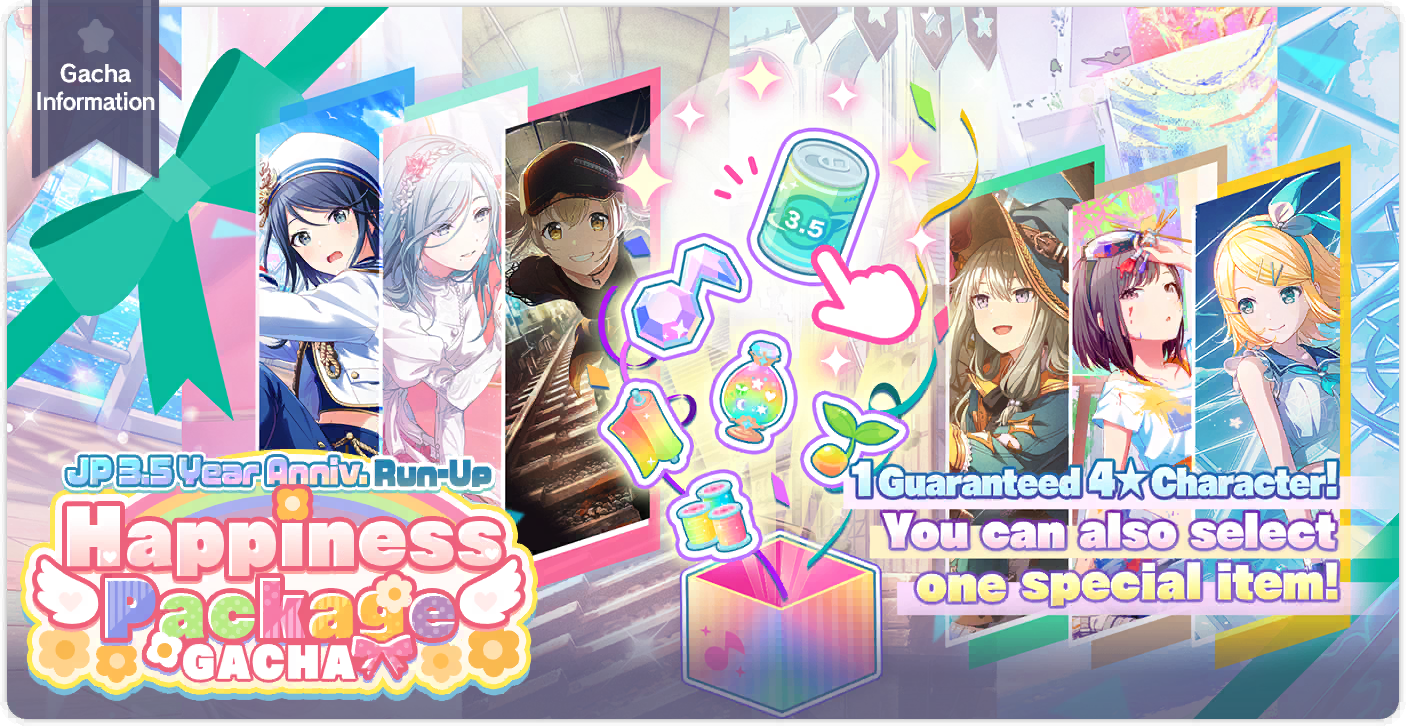 Gacha
Information
3.5
JP 3.5 Year Anniv. Run-Up
Happiness
Package
GACHA
1 Guaranteed 4★ Character!
You can also select
one special item!